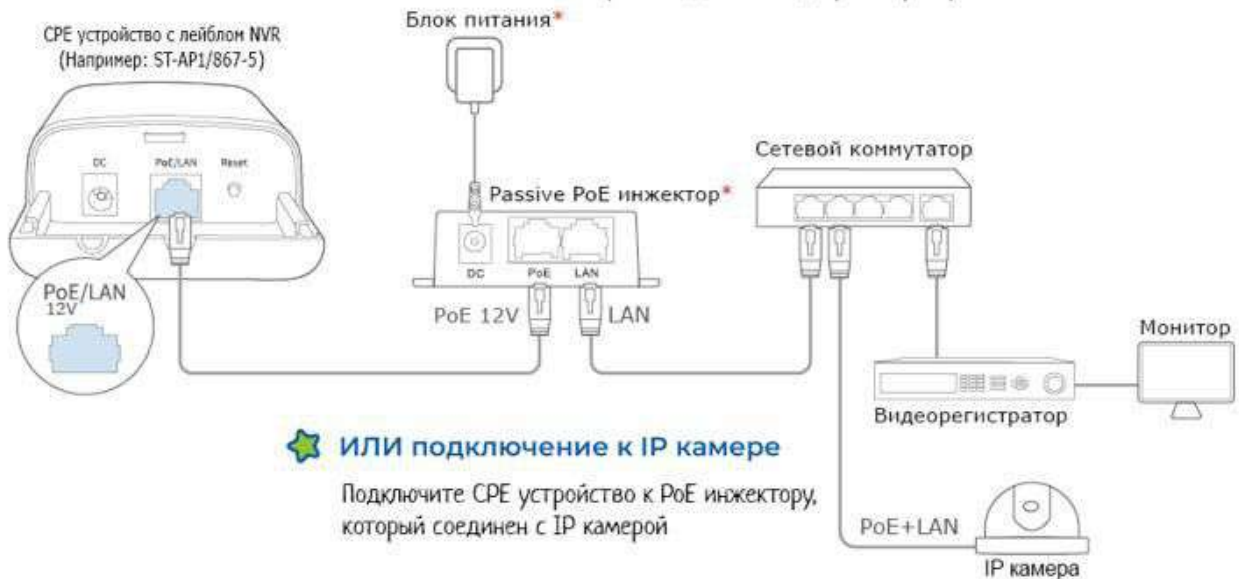 Блок питания*
CPE устройство с лейблом NVR
(Например: ST-AP1/867-5)
DC
PoE/LAN
Reset
Сетевой коммутатор
Passive PoE инжектор*
DC
PoE
LAN
PoE/LAN
12V
PoE 12V
LAN
Монитор
Видеорегистратор
ИЛИ подключение к IP камере
Подключите CPE устройство к PoE инжектору,
который соединен с IP камерой
PoE+LAN
IP камера